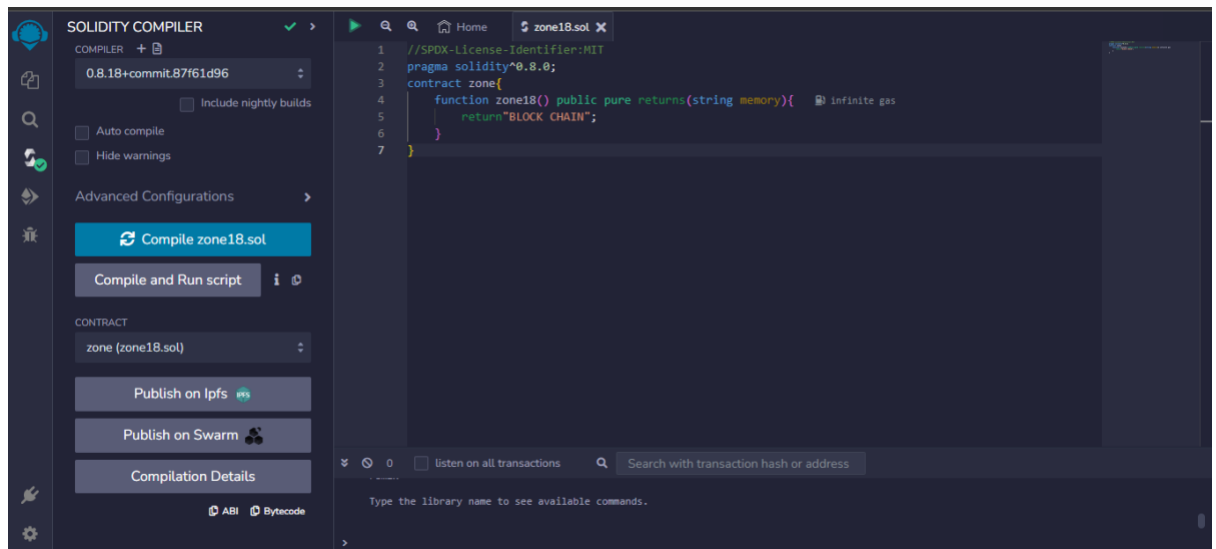 SOLIDITY COMPILER
COMPILER
0.8.18+commit.87f61d96
Include nightly builds
Auto compile
Hide warnings
Advanced Configurations
Compile zone18.sol
Compile and Run script
CONTRACT
zone (zone18.sol)
Publish on Ipfs
IPFS
Publish on Swarm
Compilation Details
ABI Bytecode
Home zone18.sol
1 //SPDX-License-Identifier:MIT
2 pragma solidity^0.8.0;
3 contract zone{
4 function zone18() public pure returns(string memory){ infinite gas
5 return"BLOCK CHAIN";
6 }
7 }
0 listen on all transactions Search with transaction hash or address
Type the library name to see available commands.
>